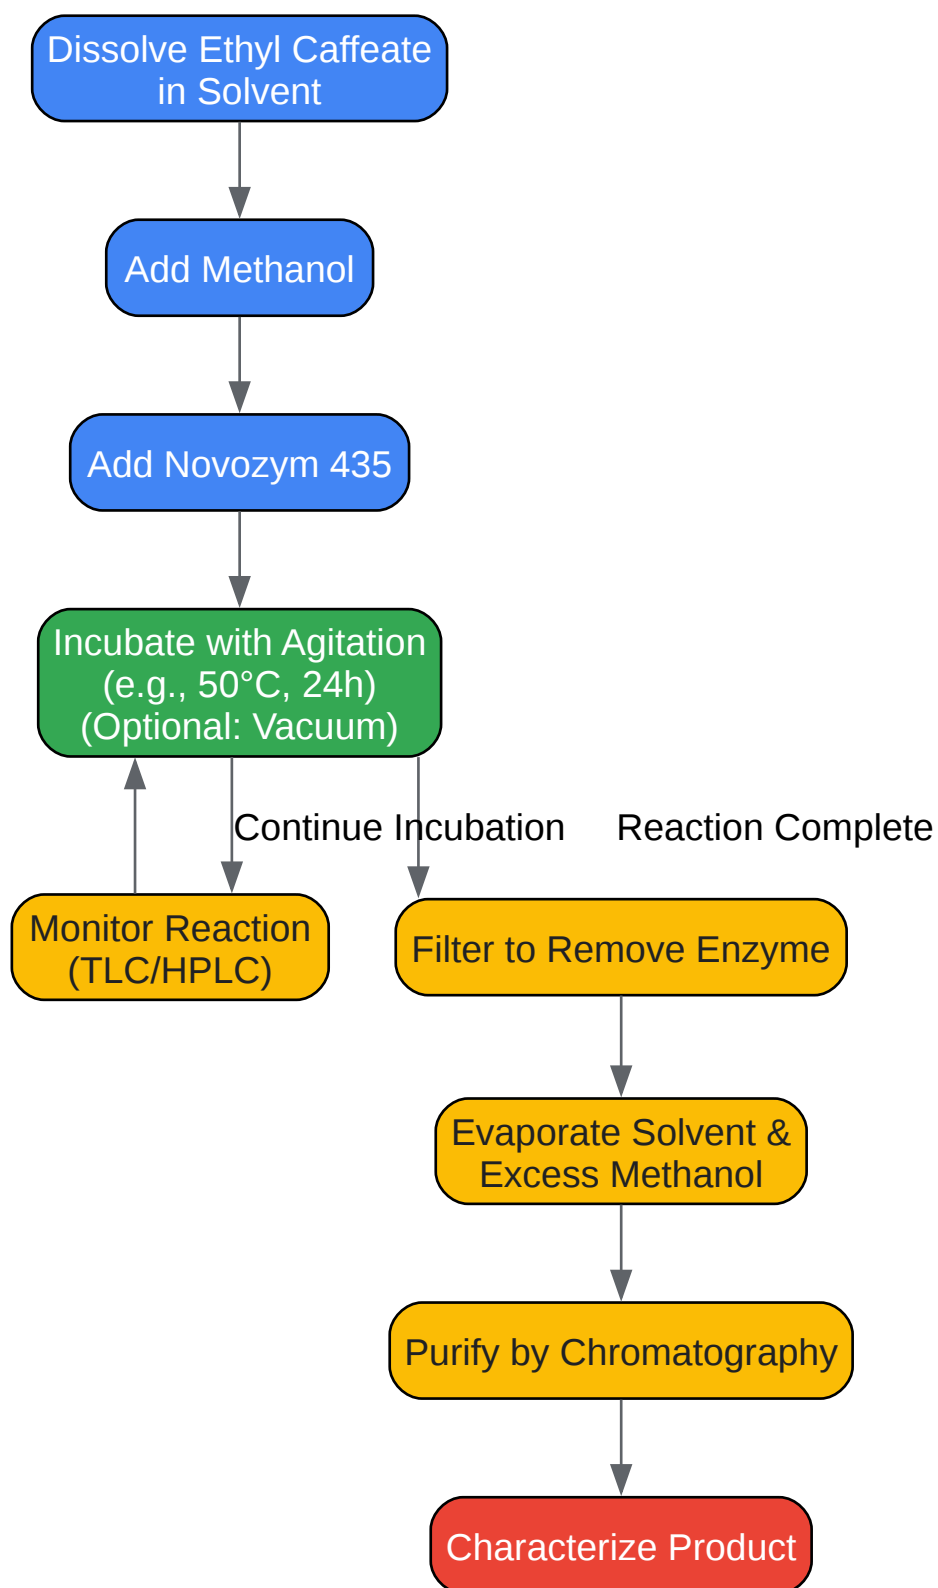 Dissolve Ethyl Caffeate
in Solvent
Add Methanol
Add Novozym 435
Incubate with Agitation
(e.g., 50°C, 24h)
(Optional: Vacuum)
Continue Incubation
Reaction Complete
Monitor Reaction
(TLC/HPLC)
Filter to Remove Enzyme
Evaporate Solvent &
Excess Methanol
Purify by Chromatography
Characterize Product